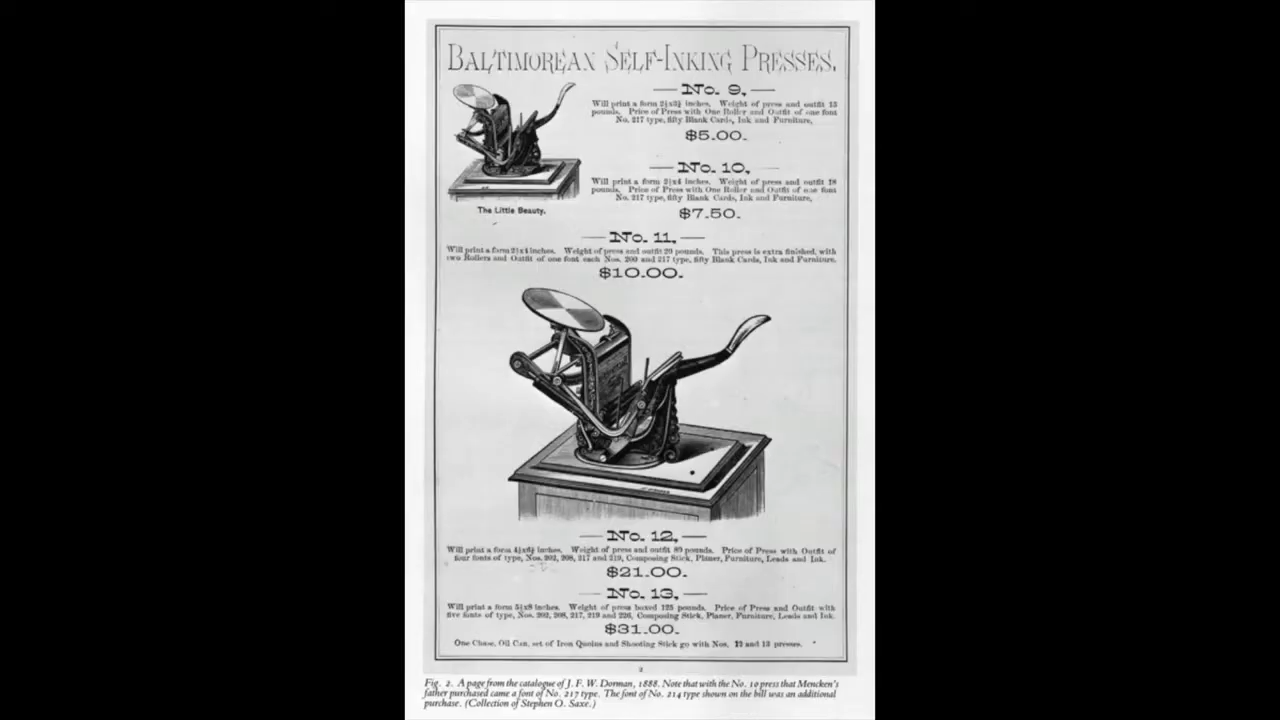 BALTIMOREAN SELF-INKING PRESSES.
No. 9,
Will print a form 2½x3½ inches. Weight of press and outfit 13
pounds. Price of Press with One Roller and Outfit of one font
No. 217 type, fifty Blank Cards, Ink and Furniture,
$5.00.
No. 10,
Will print a form 2½x4 inches. Weight of press and outfit 18
pounds. Price of Press with One Roller and Outfit of one font
No. 217 type, fifty Blank Cards, Ink and Furniture,
$7.50.
The Little Beauty.
No. 11,
Will print a form 2½x4 inches. Weight of press and outfit 20 pounds. This press is extra finished, with
two Rollers and Outfit of one font each Nos. 200 and 217 type, fifty Blank Cards, Ink and Furniture.
$10.00.
No. 12,
Will print a form inches. Weight of press and outfit 89 pounds. Price of Press with Outfit of
four fonts of type, Nos. 202, 208, 217 and 219, Composing Stick, Planer, Furniture, Leads and Ink.
$21.00.
No. 13,
Will print a form inches. Weight of press boxed 125 pounds. Price of Press and Outfit with
five fonts of type, Nos. 202, 208, 217, 219 and 226, Composing Stick, Planer, Furniture, Leads and Ink.
$31.00.
One Chase, Oil Can, set of Iron Quoins and Shooting Stick go with Nos. 12 and 13 presses.
2
Fig. 2. A page from the catalogue of J. F. W. Dorman, 1888. Note that with the No. 10 press that Mencken's
father purchased came a font of No. 217 type. The font of No. 214 type shown on the bill was an additional
purchase. (Collection of Stephen O. Saxe.)